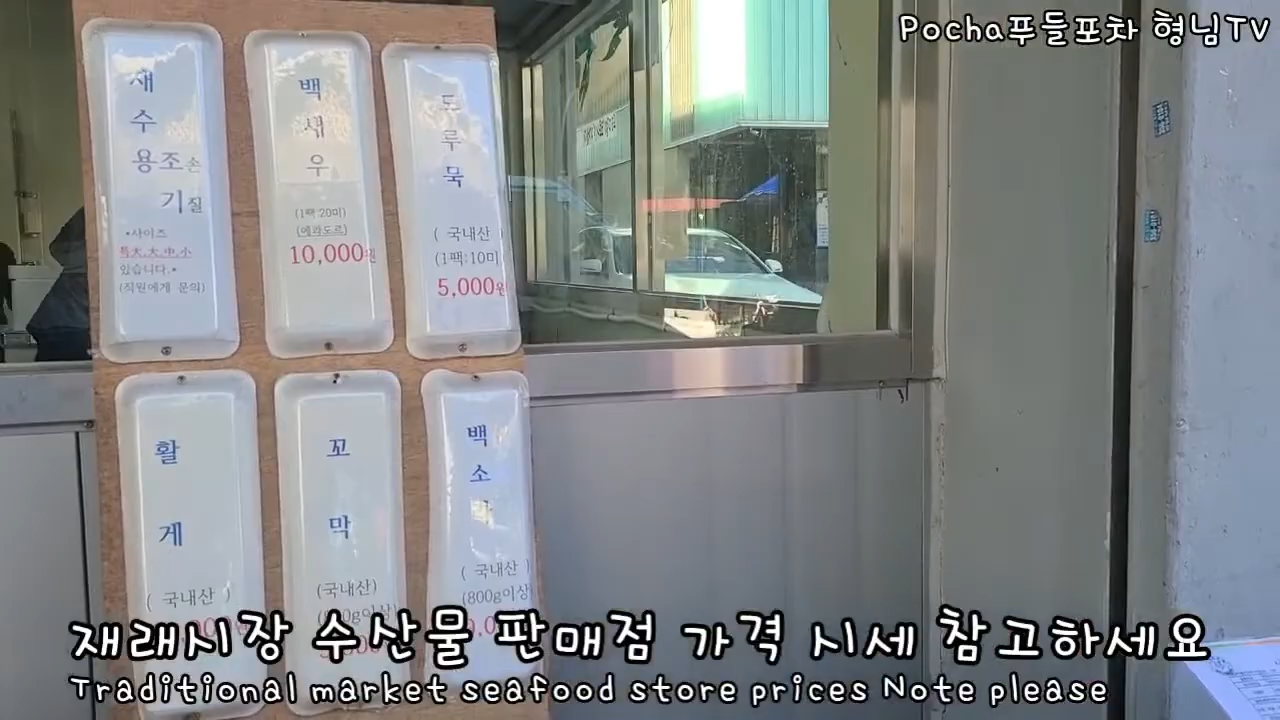 Pocha푸들포차 형님TV
제
수
용조손
기질
*사이즈
특大,大,中,小
있습니다.*
(직원에게 문의)
백
새
우
(1팩:20미)
(에콰도르)
10,000원
도
루
묵
( 국내산 )
(1팩:10미
5,000원
활
게
( 국내산 )
꼬
막
(국내산)
백
소
( 국내산 )
(800g이상)
재래시장 수산물 판매점 가격 시세 참고하세요
Traditional market seafood store prices Note please